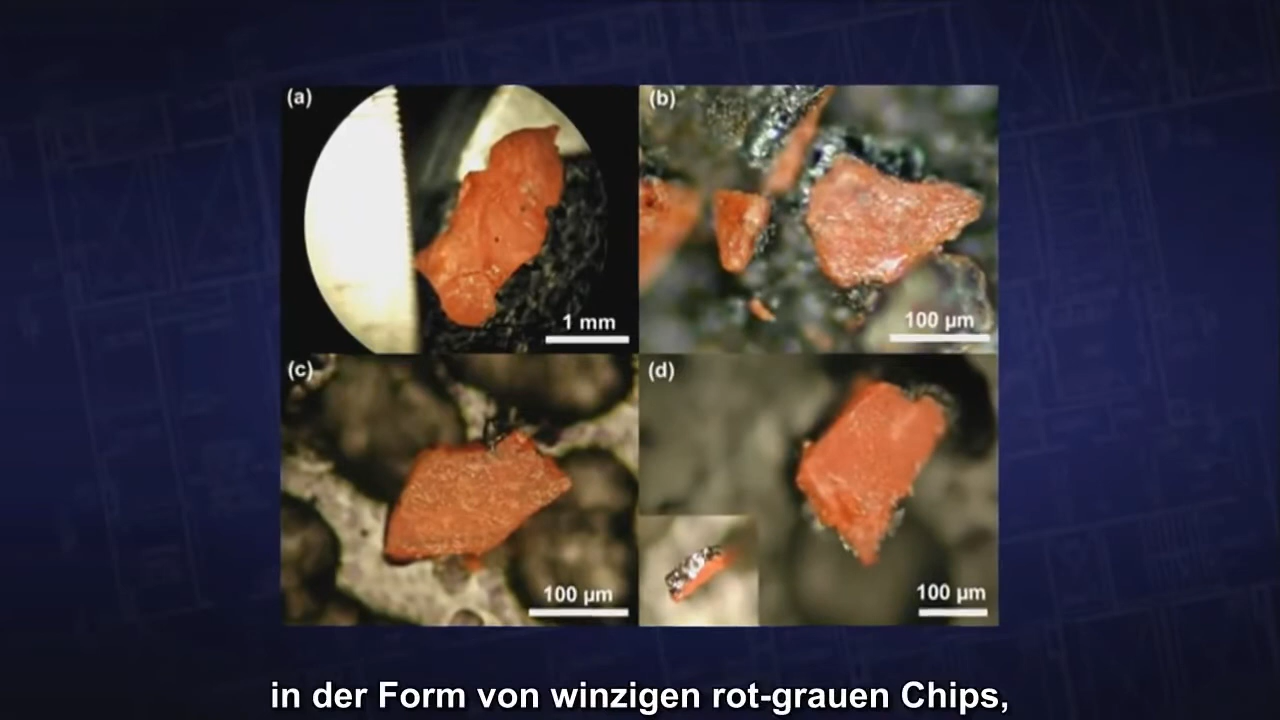 (a)
1 mm
(b)
100 µm
(c)
100 µm
(d)
100 µm
in der Form von winzigen rot-grauen Chips,